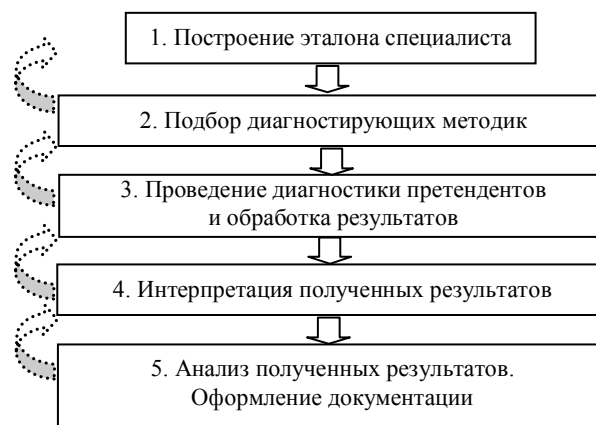 1. Построение эталона специалиста
2. Подбор диагностирующих методик
3. Проведение диагностики претендентов
и обработка результатов
4. Интерпретация полученных результатов
5. Анализ полученных результатов.
Оформление документации